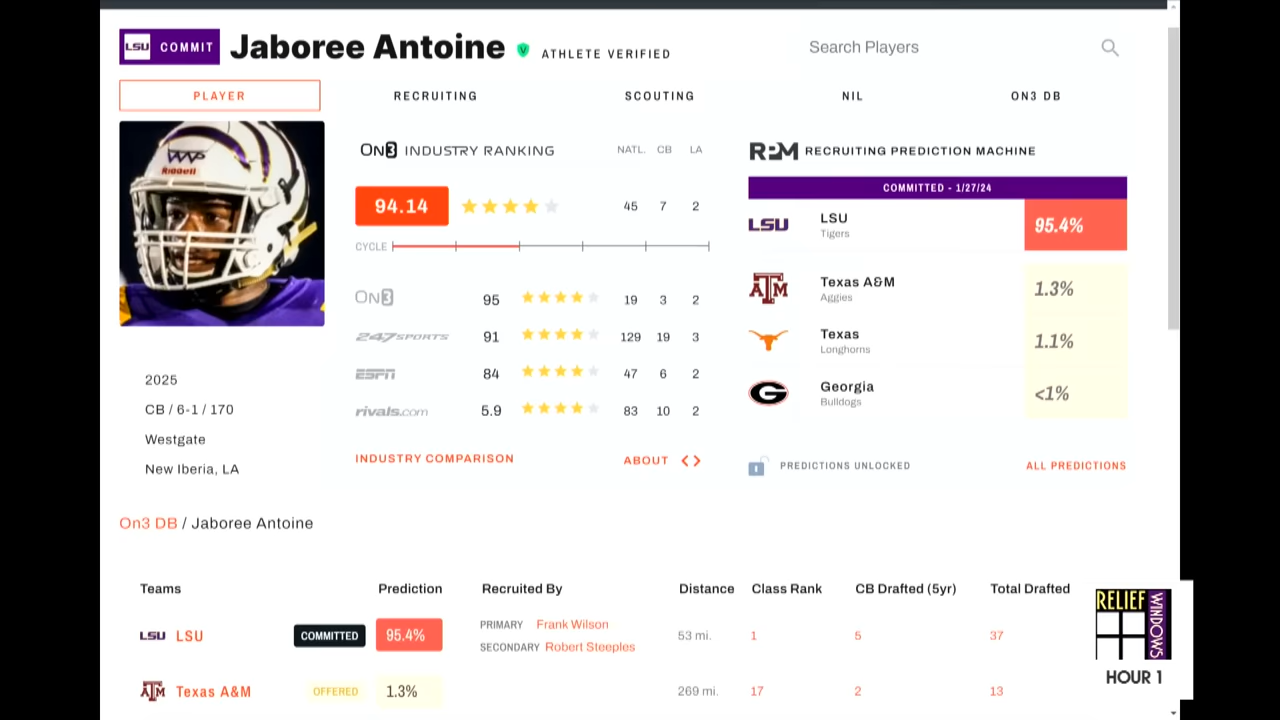 LSU COMMIT Jaboree Antoine ATHLETE VERIFIED Search Players
PLAYER RECRUITING SCOUTING NIL ON3 DB
Riddell
On3 INDUSTRY RANKING NATL. CB LA
94.14 45 7 2
CYCLE
On3 95 19 3 2
247SPORTS 91 129 19 3
ESPN 84 47 6 2
rivals.com 5.9 83 10 2
INDUSTRY COMPARISON ABOUT < >
RPM RECRUITING PREDICTION MACHINE
COMMITTED - 1/27/24
LSU LSU 95.4%
Tigers
ATM Texas A&M 1.3%
Aggies
Texas 1.1%
Longhorns
G Georgia <1%
Bulldogs
PREDICTIONS UNLOCKED ALL PREDICTIONS
2025
CB / 6-1 / 170
Westgate
New Iberia, LA
On3 DB / Jaboree Antoine
Teams Prediction Recruited By Distance Class Rank CB Drafted (5yr) Total Drafted
LSU LSU COMMITTED 95.4% PRIMARY Frank Wilson 53 mi. 1 5 37
SECONDARY Robert Steeples
ATM Texas A&M OFFERED 1.3% 269 mi. 17 2 13
RELIEF
WINDOWS
HOUR 1